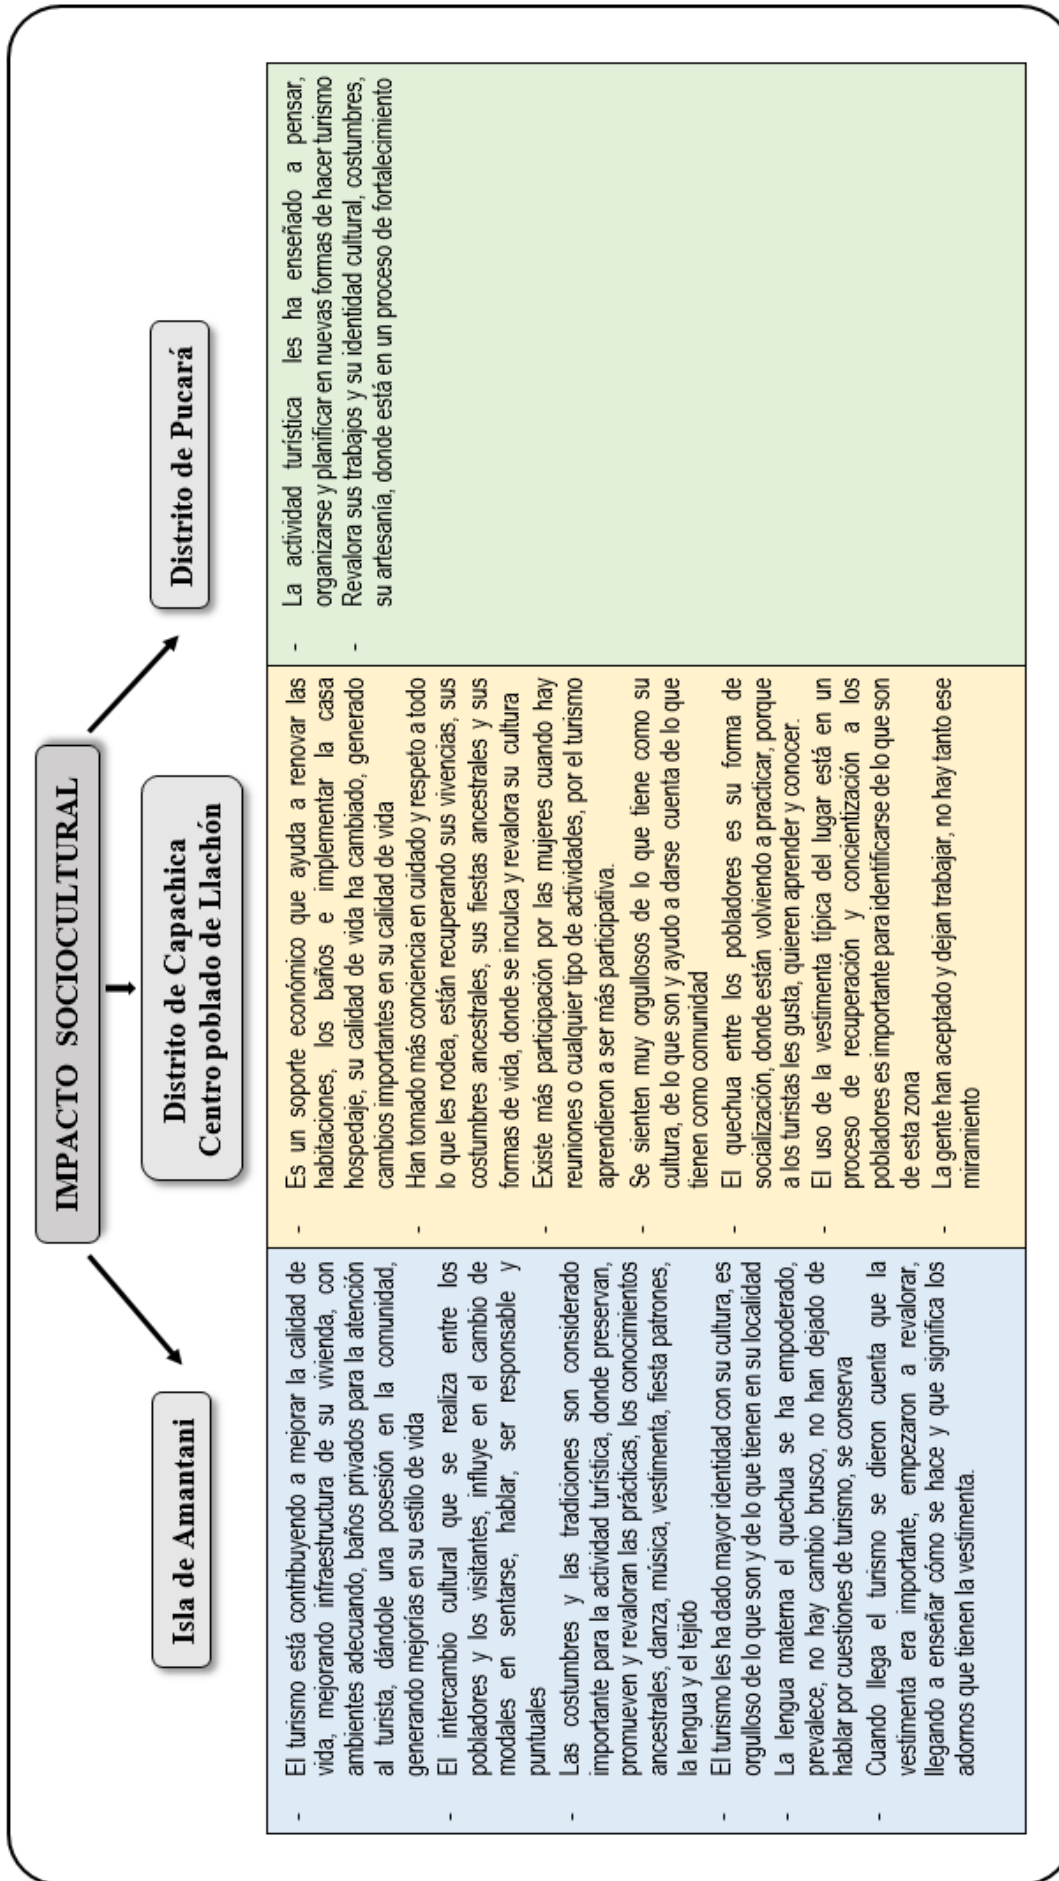 IMPACTO SOCIOCULTURAL
Isla de Amantani
Distrito de Capachica
Centro poblado de Llachón
Distrito de Pucará
- El turismo está contribuyendo a mejorar la calidad de
vida, mejorando infraestructura de su vivienda, con
ambientes adecuando, baños privados para la atención
al turista, dándole una posesión en la comunidad,
generando mejorías en su estilo de vida
- El intercambio cultural que se realiza entre los
pobladores y los visitantes, influye en el cambio de
modales en sentarse, hablar, ser responsable y
puntuales
- Las costumbres y las tradiciones son considerado
importante para la actividad turística, donde preservan,
promueven y revaloran las prácticas, los conocimientos
ancestrales, danza, música, vestimenta, fiesta patrones,
la lengua y el tejido
- El turismo les ha dado mayor identidad con su cultura, es
orgulloso de lo que son y de lo que tienen en su localidad
- La lengua materna el quechua se ha empoderado,
prevalece, no hay cambio brusco, no han dejado de
hablar por cuestiones de turismo, se conserva
- Cuando llega el turismo se dieron cuenta que la
vestimenta era importante, empezaron a revalorar,
llegando a enseñar cómo se hace y que significa los
adornos que tienen la vestimenta.
- Es un soporte económico que ayuda a renovar las
habitaciones, los baños e implementar la casa
hospedaje, su calidad de vida ha cambiado, generado
cambios importantes en su calidad de vida
- Han tomado más conciencia en cuidado y respeto a todo
lo que les rodea, están recuperando sus vivencias, sus
costumbres ancestrales, sus fiestas ancestrales y sus
formas de vida, donde se inculca y revalora su cultura
- Existe más participación por las mujeres cuando hay
reuniones o cualquier tipo de actividades, por el turismo
aprendieron a ser más participativa.
- Se sienten muy orgullosos de lo que tiene como su
cultura, de lo que son y ayudo a darse cuenta de lo que
tienen como comunidad
- El quechua entre los pobladores es su forma de
socialización, donde están volviendo a practicar, porque
a los turistas les gusta, quieren aprender y conocer.
- El uso de la vestimenta típica del lugar está en un
proceso de recuperación y concientización a los
pobladores es importante para identificarse de lo que son
de esta zona
- La gente han aceptado y dejan trabajar, no hay tanto ese
miramiento
- La actividad turística les ha enseñado a pensar,
organizarse y planificar en nuevas formas de hacer turismo
- Revalora sus trabajos y su identidad cultural, costumbres,
su artesanía, donde está en un proceso de fortalecimiento